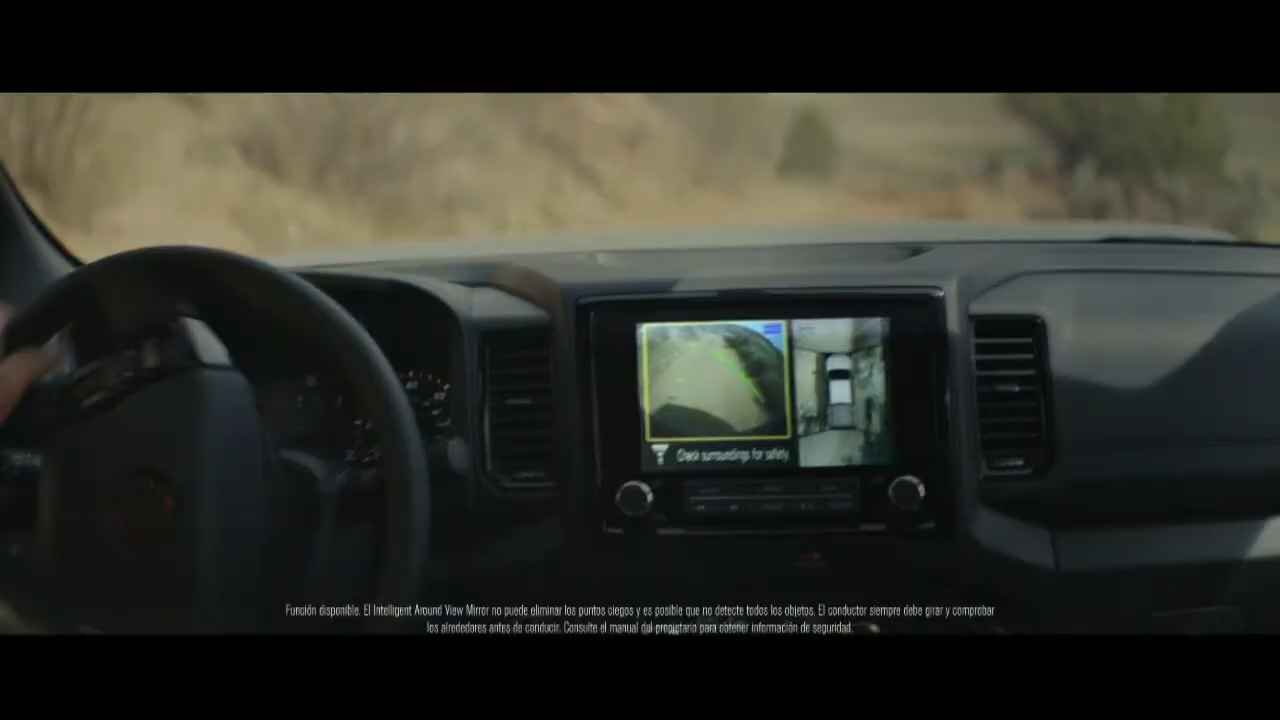 Check surroundings for safety.
Función disponible. El Intelligent Around View Mirror no puede eliminar los puntos ciegos y es posible que no detecte todos los objetos. El conductor siempre debe girar y comprobar
los alrededores antes de conducir. Consulte el manual del propietario para obtener información de seguridad.